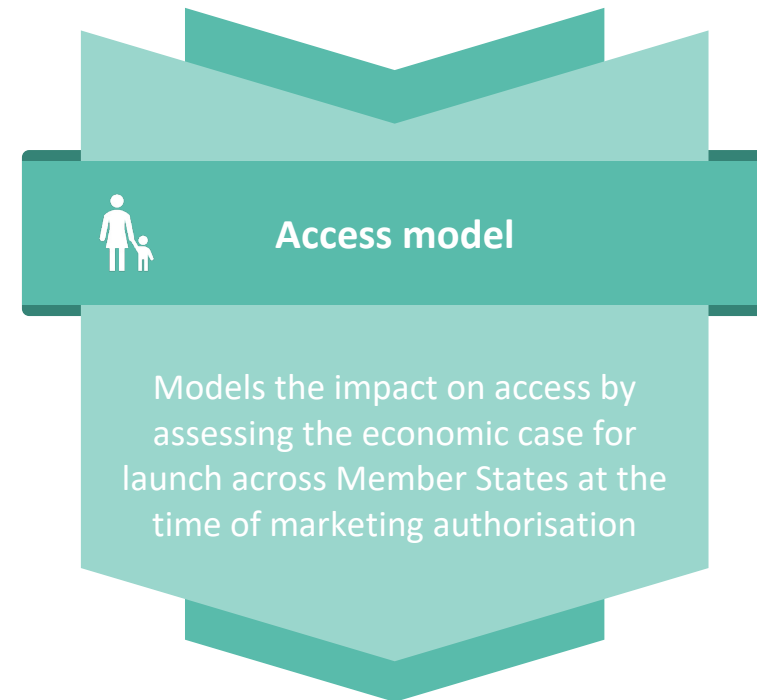 Access model
Models the impact on access by
assessing the economic case for
launch across Member States at the
time of marketing authorisation